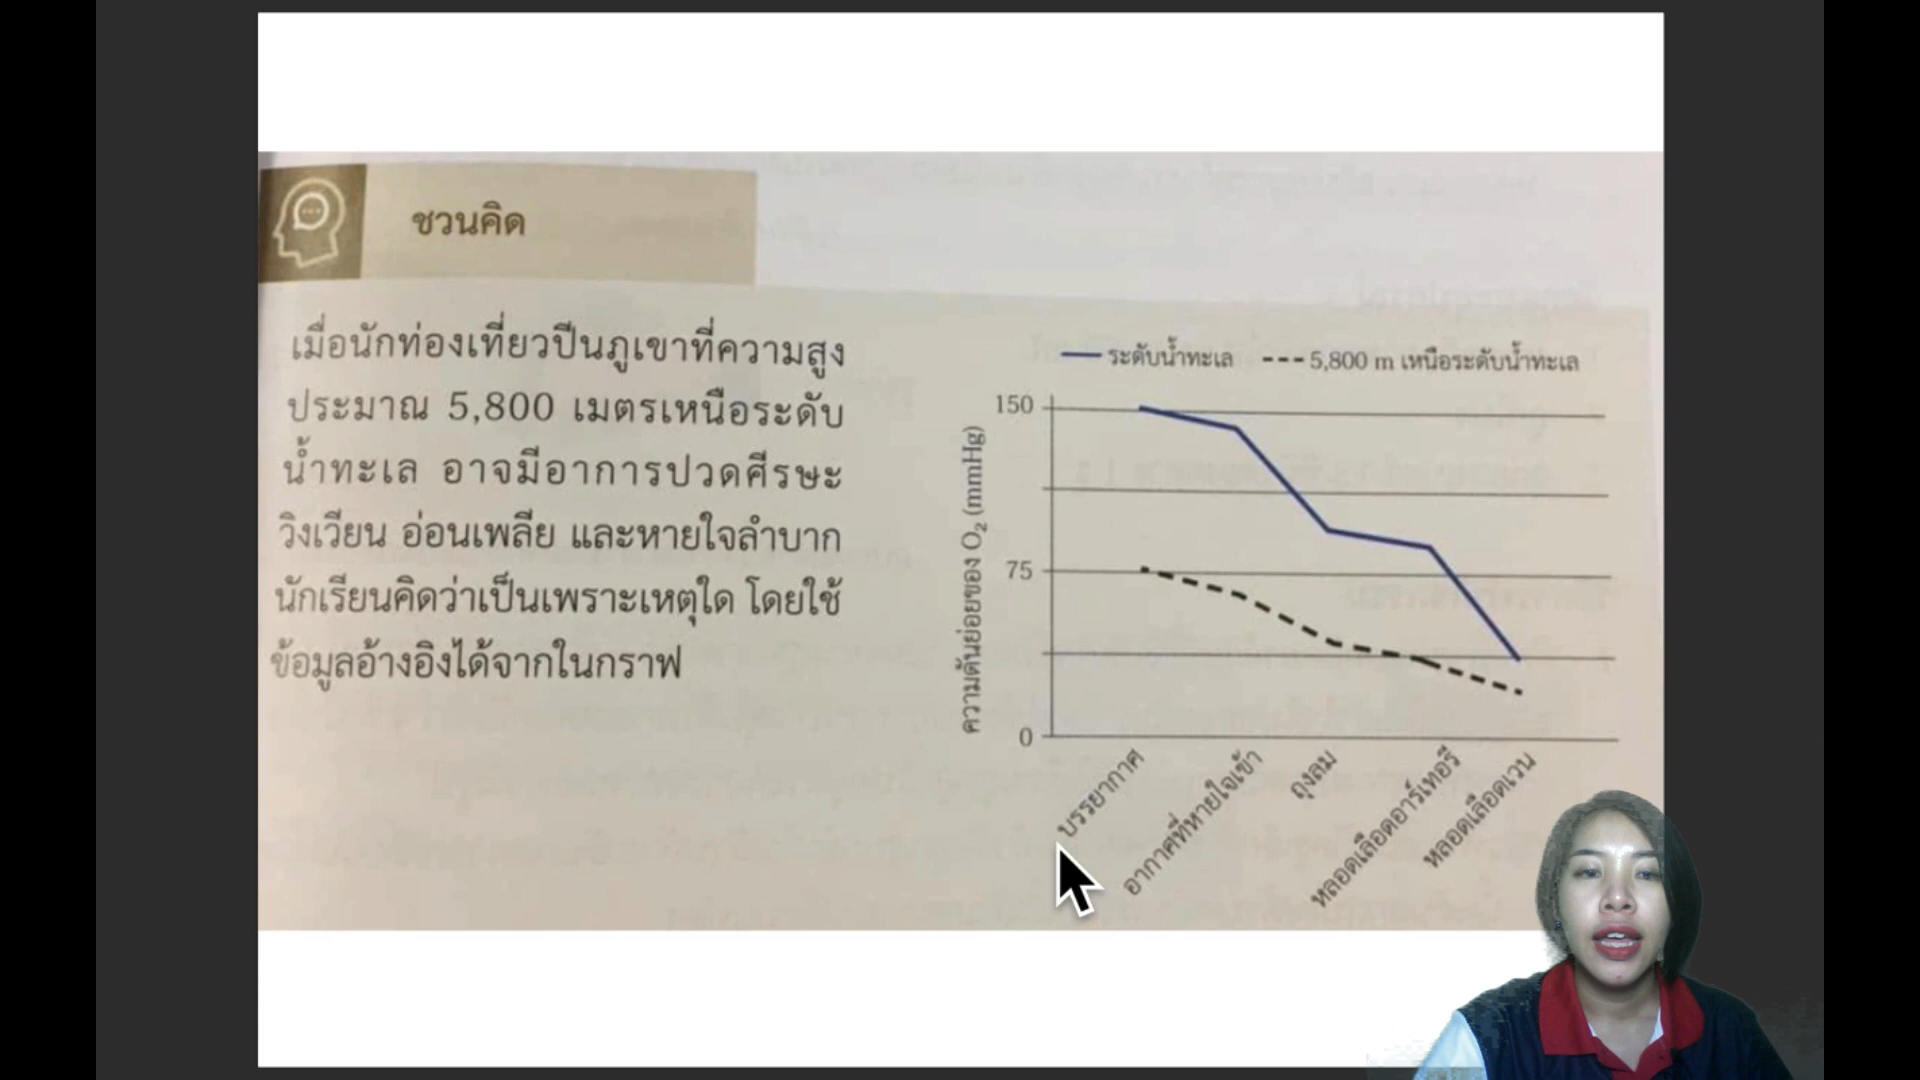 ชวนคิด
เมื่อนักท่องเที่ยวปีนภูเขาที่ความสูง
ประมาณ 5,800 เมตรเหนือระดับ
น้ำทะเล อาจมีอาการปวดศีรษะ
วิงเวียน อ่อนเพลีย และหายใจลำบาก
นักเรียนคิดว่าเป็นเพราะเหตุใด โดยใช้
ข้อมูลอ้างอิงได้จากในกราฟ
ระดับน้ำทะเล 5,800 m เหนือระดับน้ำทะเล
ความดันย่อยของ O₂ (mmHg)
150
75
0
บรรยากาศ
อากาศที่หายใจเข้า
ถุงลม
หลอดเลือดอาร์เทอรี
หลอดเลือดเวน